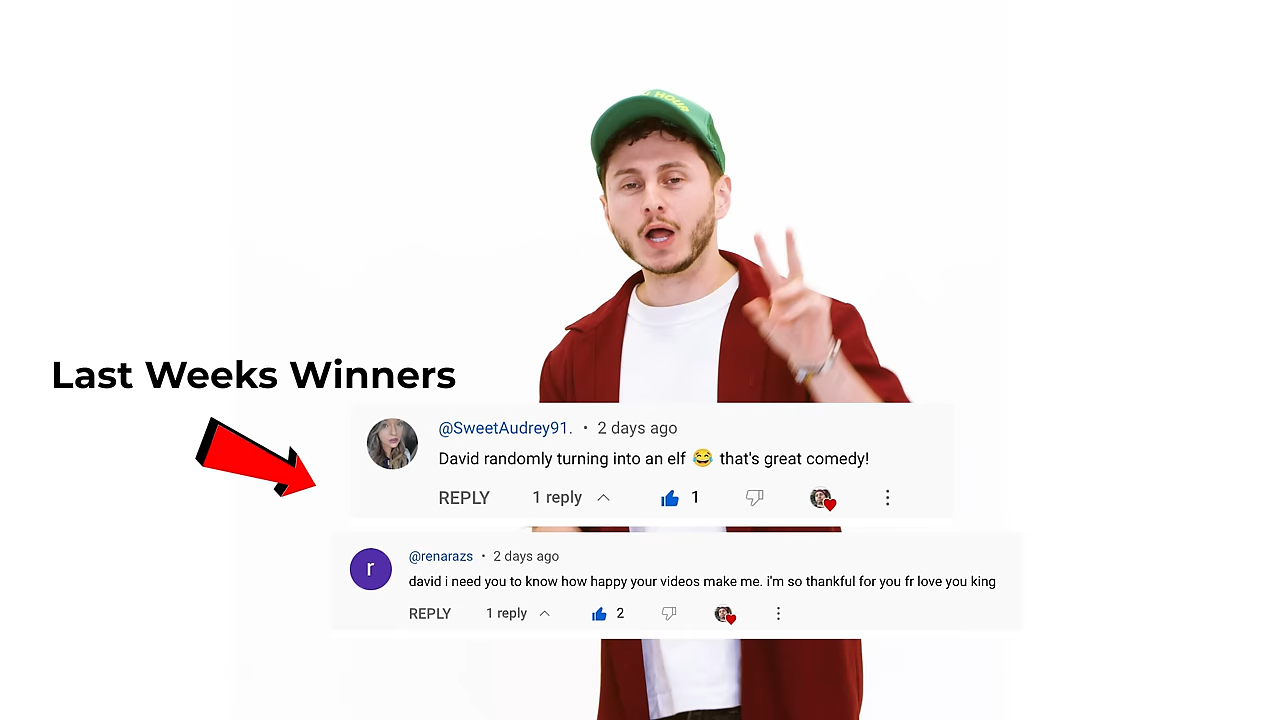 HOUR
Last Weeks Winners
@SweetAudrey91. • 2 days ago
David randomly turning into an elf 😂 that's great comedy!
REPLY 1 reply 1
r
@renarazs • 2 days ago
david i need you to know how happy your videos make me. i'm so thankful for you fr love you king
REPLY 1 reply 2